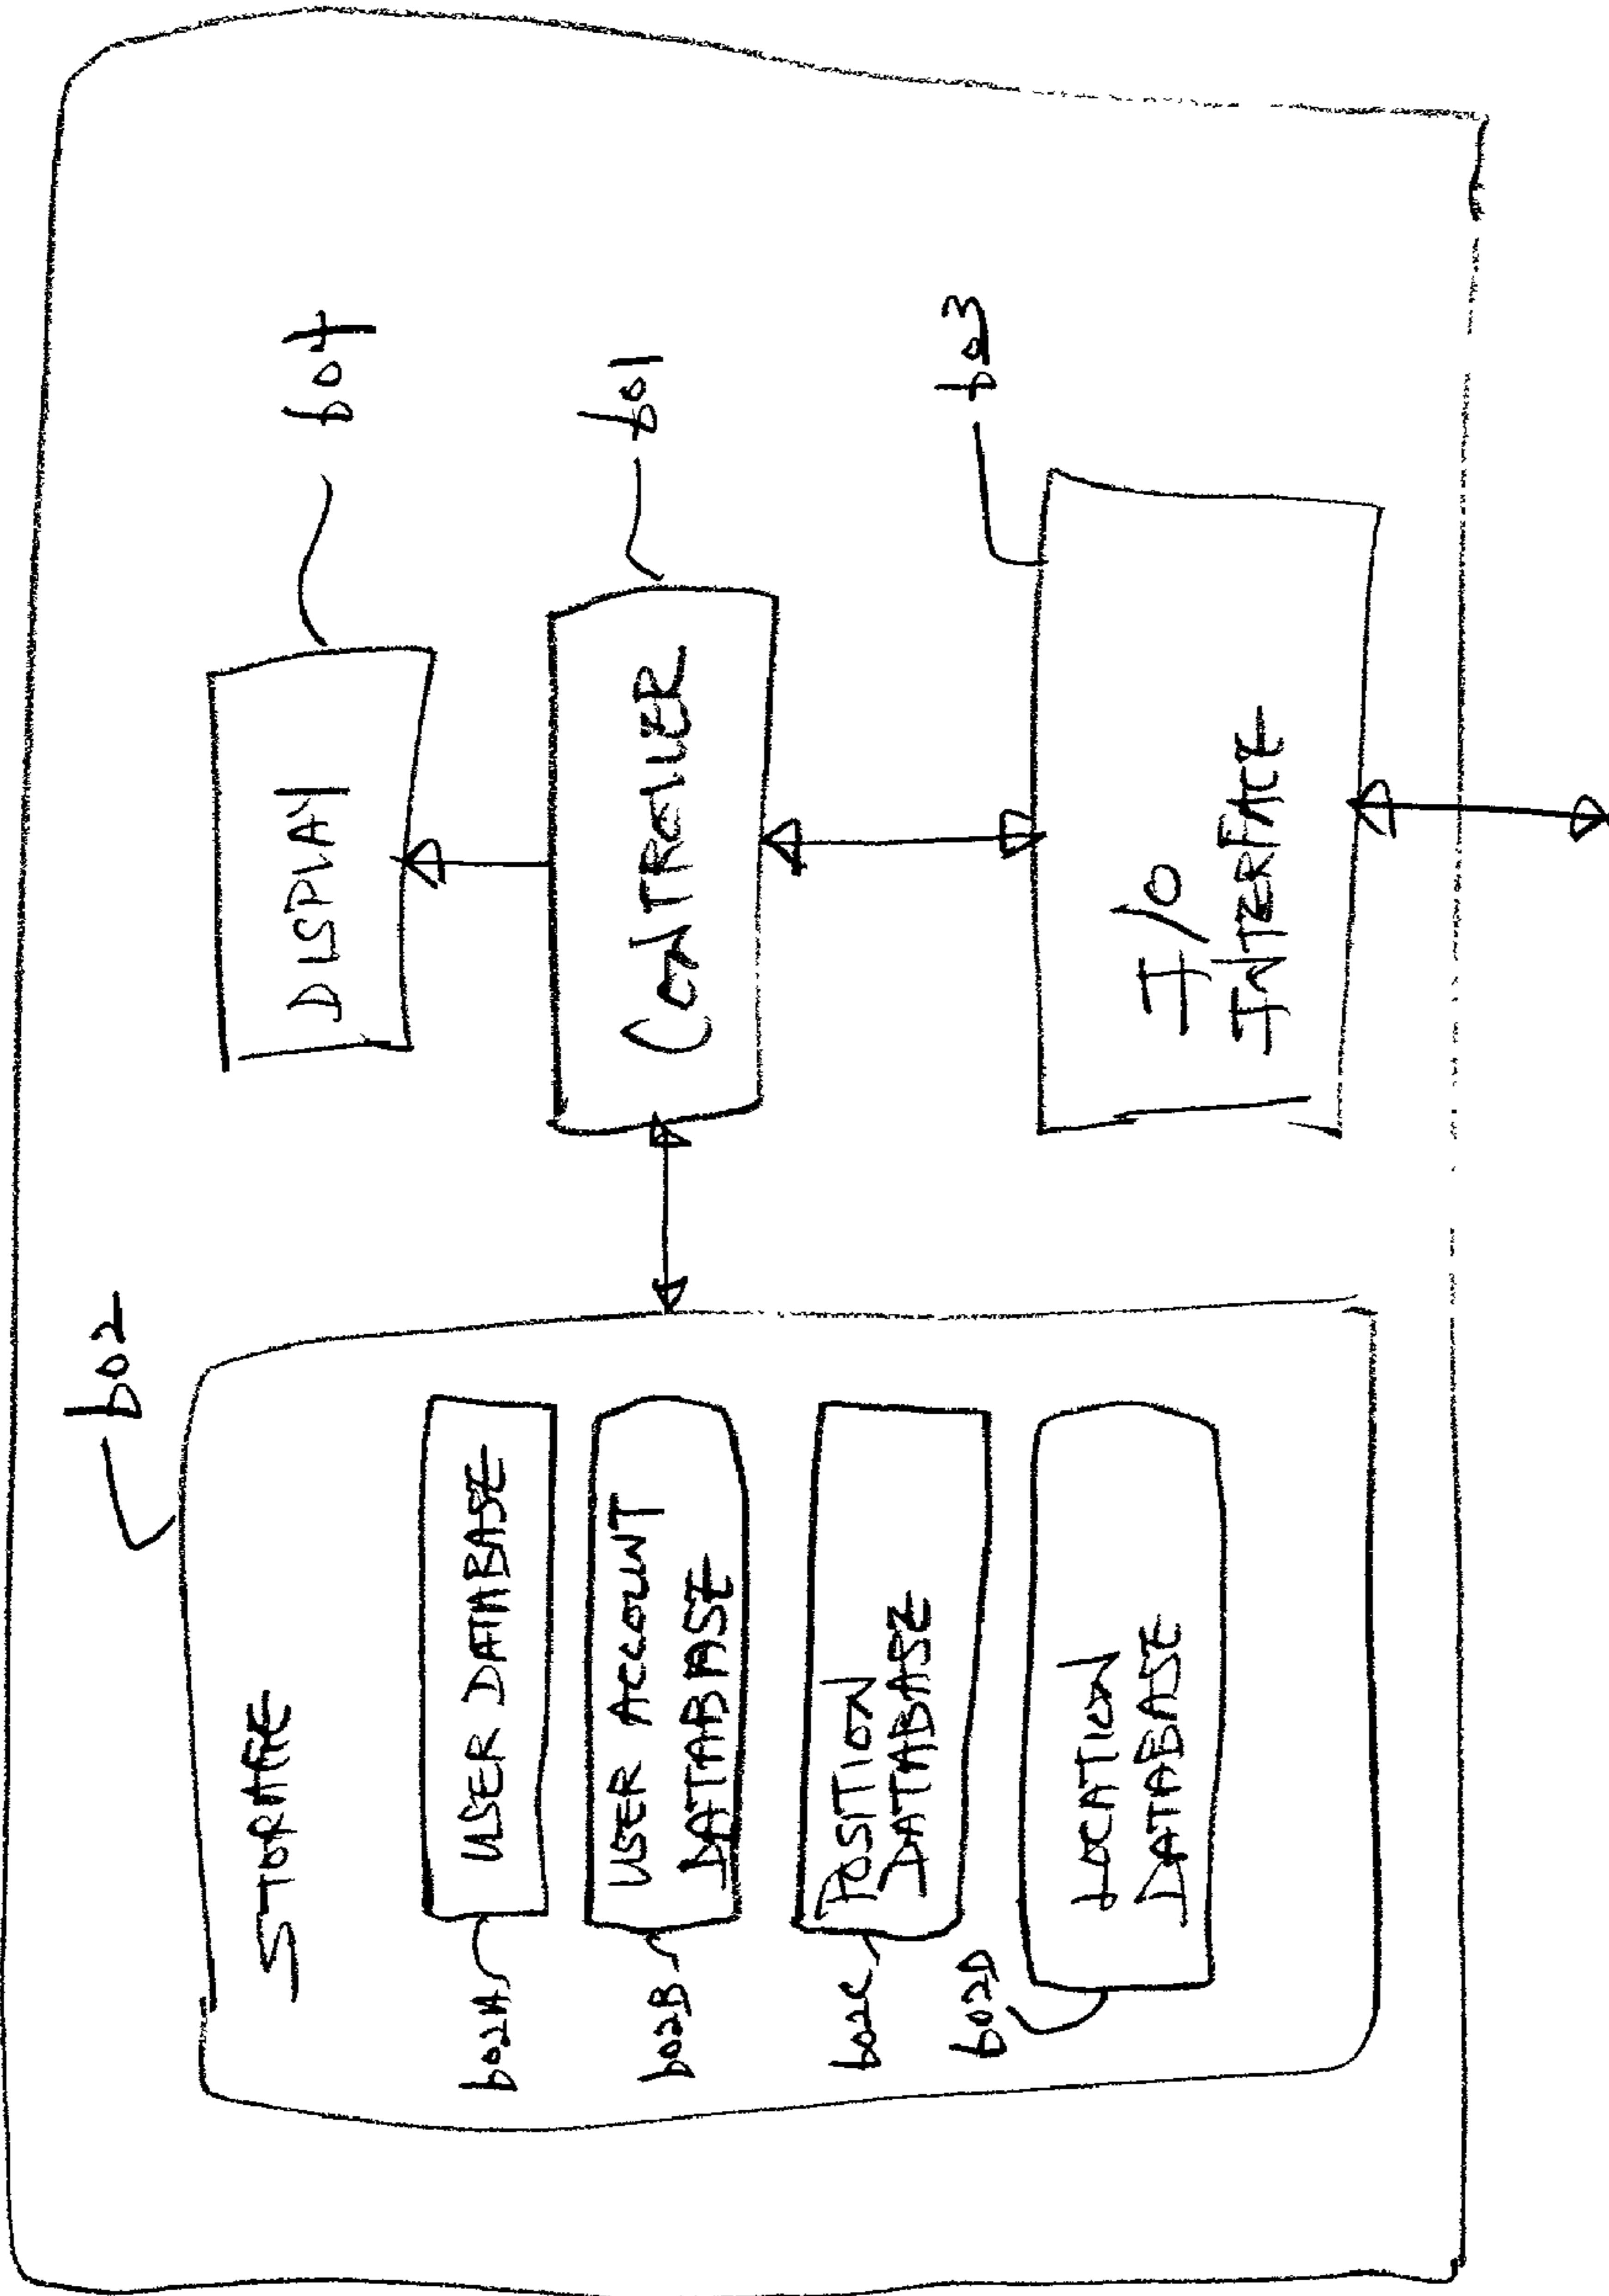 602
604
STORAGE
DISPLAY
USER DATABASE
602A
601
USER ACCOUNT
DATABASE
602B
CONTROLLER
POSITION
DATABASE
602C
603
LOCATION
DATABASE
602D
I/O
INTERFACE